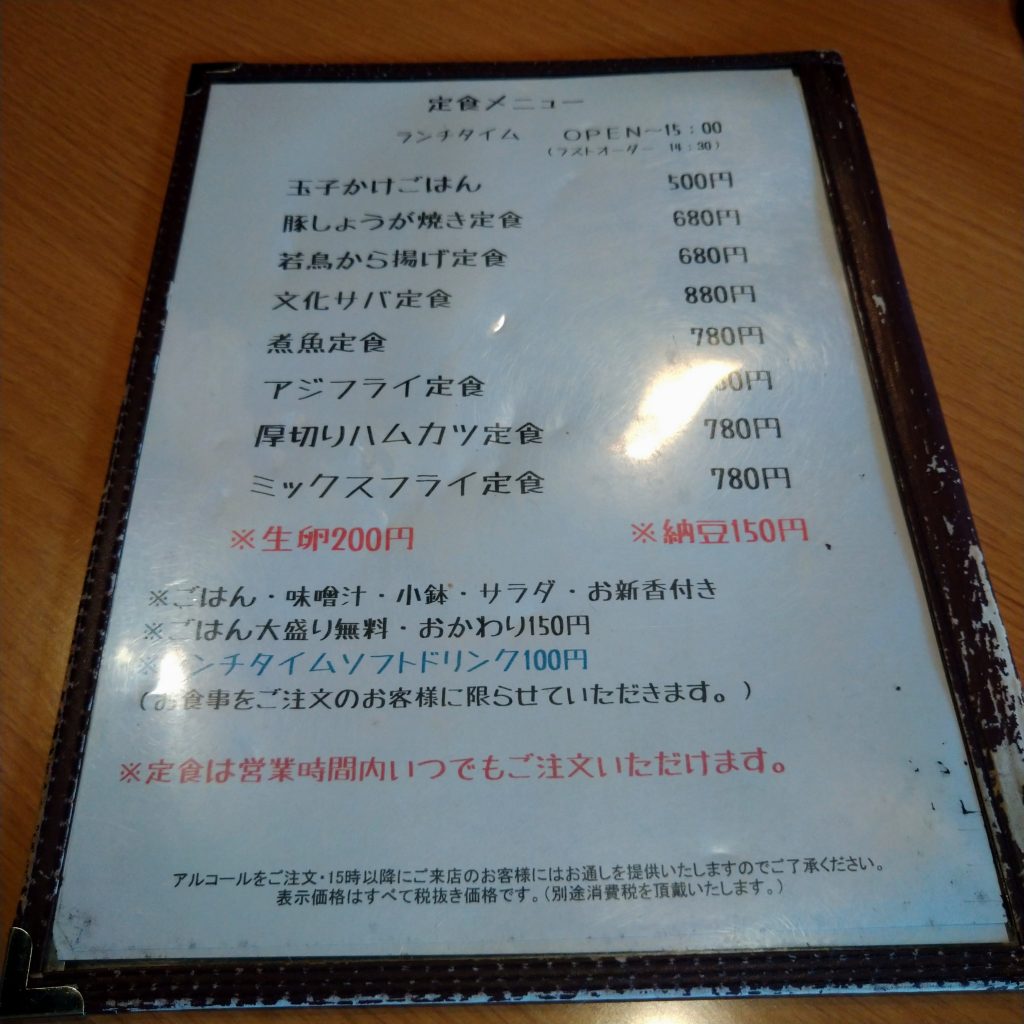 定食メニュー
ランチタイム OPEN～15：00
（ラストオーダー 14：30）
玉子かけごはん 500円
豚しょうが焼き定食 680円
若鳥から揚げ定食 680円
文化サバ定食 880円
煮魚定食 780円
アジフライ定食
厚切りハムカツ定食 780円
ミックスフライ定食 780円
※生卵200円 ※納豆150円
※ごはん・味噌汁・小鉢・サラダ・お新香付き
※ごはん大盛り無料・おかわり150円
※ランチタイムソフトドリンク100円
（お食事をご注文のお客様に限らせていただきます。）
※定食は営業時間内いつでもご注文いただけます。
アルコールをご注文・15時以降にご来店のお客様にはお通しを提供いたしますのでご了承ください。
表示価格はすべて税抜き価格です。（別途消費税を頂戴いたします。）